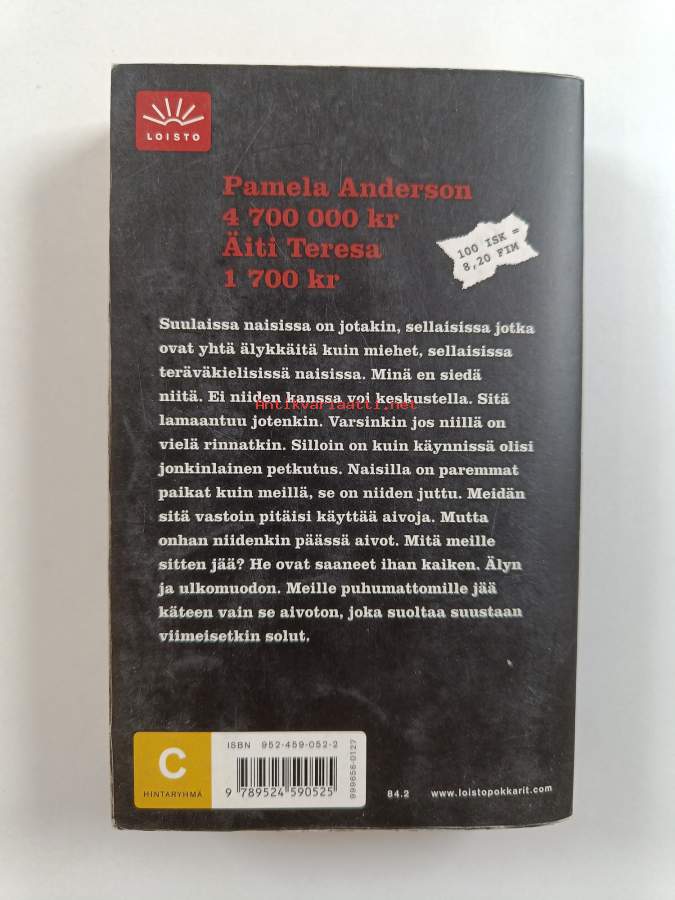 LOISTO
Pamela Anderson
4 700 000 kr
Äiti Teresa
1 700 kr
100 ISK =
8,20 FIM
Suulaissa naisissa on jotakin, sellaisissa jotka
ovat yhtä älykkäitä kuin miehet, sellaisissa
teräväkielisissä naisissa. Minä en siedä
niitä. Ei niiden kanssa voi keskustella. Sitä
Antikvariaatti.net
lamaantuu jotenkin. Varsinkin jos niillä on
vielä rinnatkin. Silloin on kuin käynnissä olisi
jonkinlainen petkutus. Naisilla on paremmat
paikat kuin meillä, se on niiden juttu. Meidän
sitä vastoin pitäisi käyttää aivoja. Mutta
onhan niidenkin päässä aivot. Mitä meille
sitten jää? He ovat saaneet ihan kaiken. Älyn
ja ulkomuodon. Meille puhumattomille jää
käteen vain se aivoton, joka suoltaa suustaan
viimeisetkin solut.
C
HINTARYHMÄ
ISBN 952-459-052-2
9 789524 590525
999656-0127
84.2
www.loistopokkarit.com